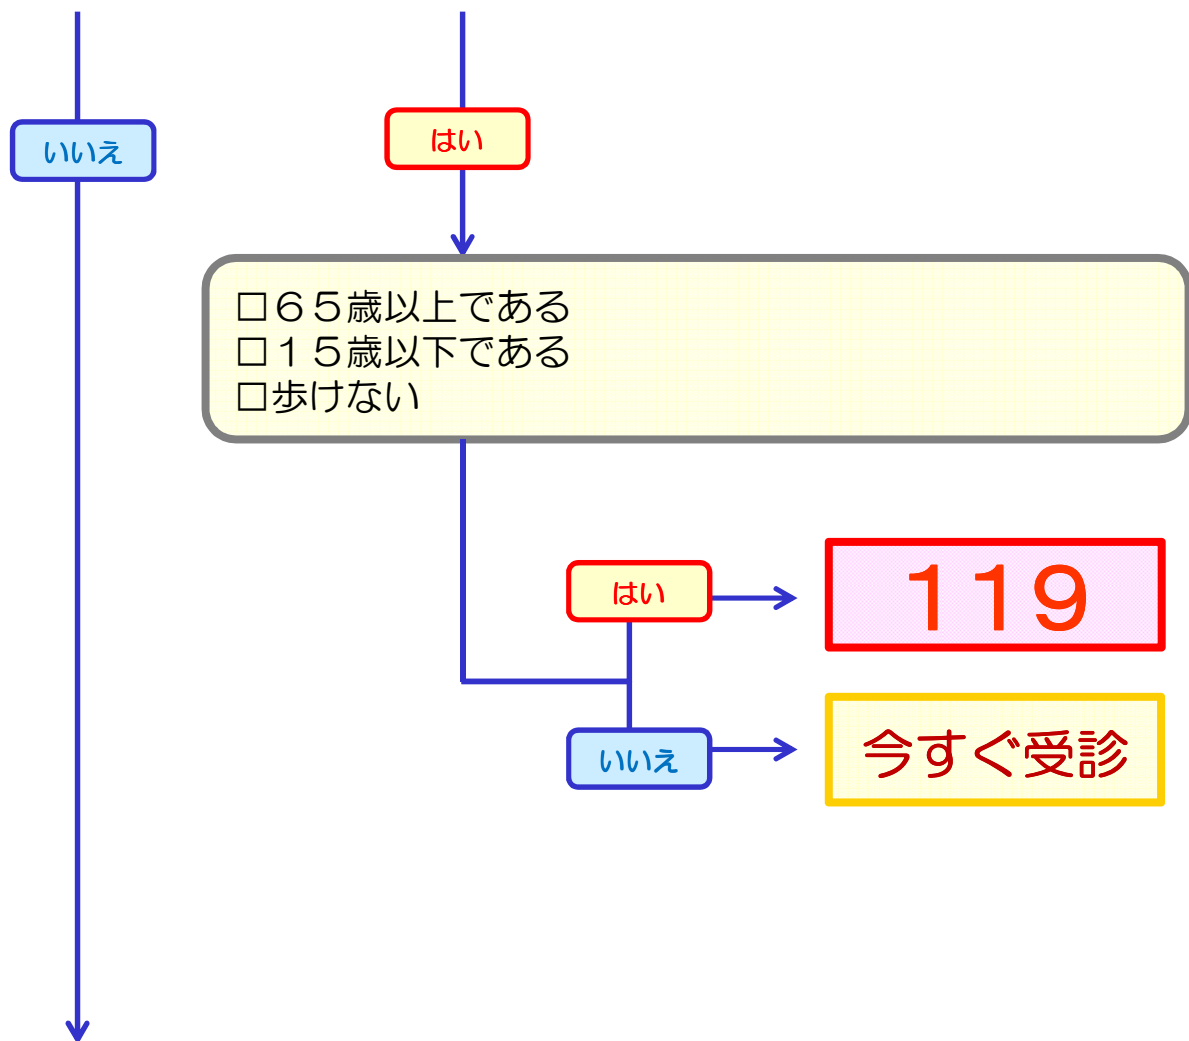 いいえ
はい
□６５歳以上である
□１５歳以下である
□歩けない
はい
１１９
いいえ
今すぐ受診